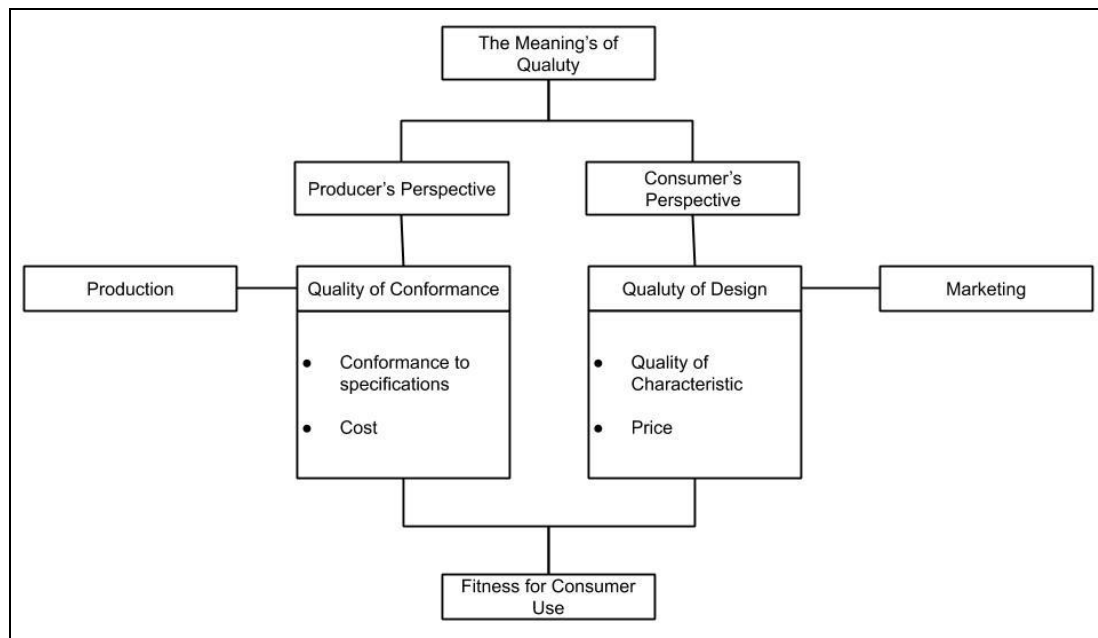 The Meaning’s of
Qualuty
Producer’s Perspective
Consumer’s
Perspective
Production
Quality of Conformance
Qualuty of Design
Marketing
● Conformance to
specifications
● Cost
● Quality of
Characteristic
● Price
Fitness for Consumer
Use